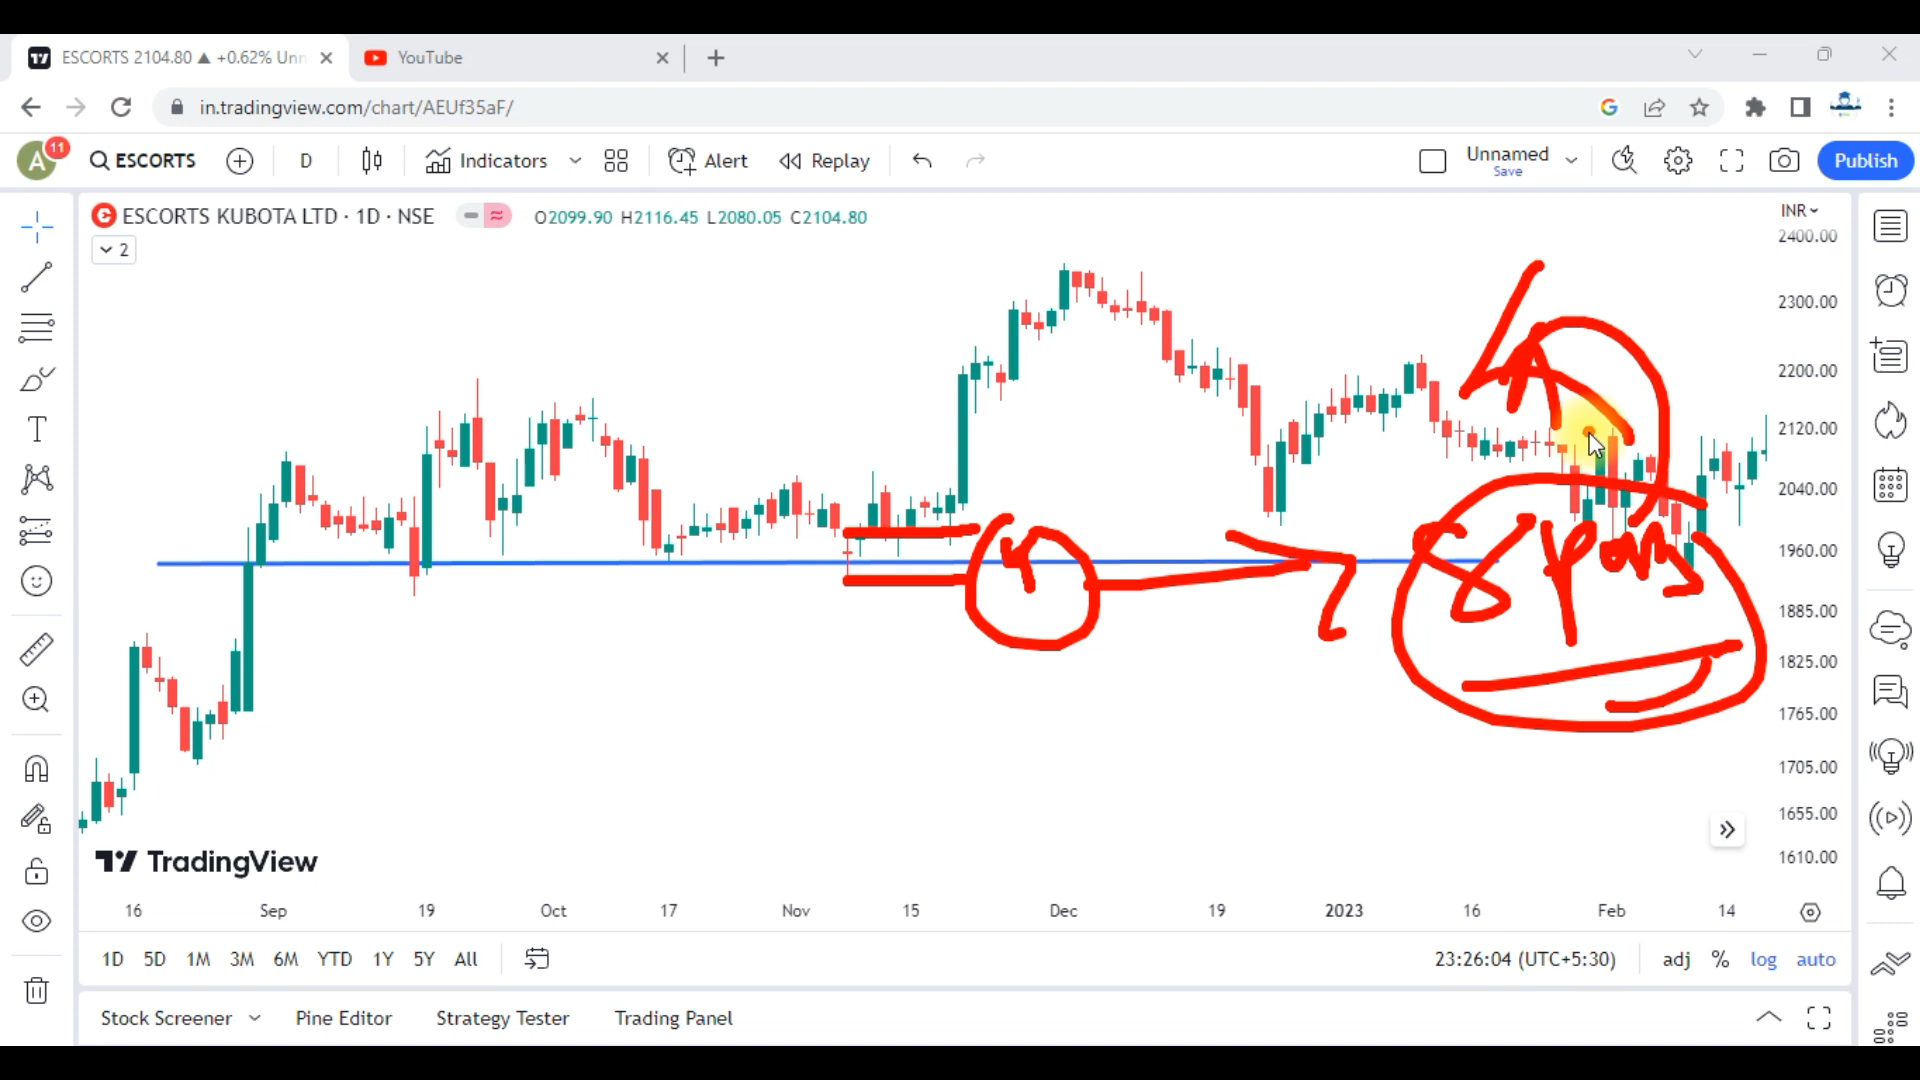 ESCORTS 2104.80 ▲ +0.62% Unn
YouTube
in.tradingview.com/chart/AEUf35aF/
A 11
ESCORTS
D
Indicators
Alert
Replay
Unnamed
Save
Publish
ESCORTS KUBOTA LTD · 1D · NSE
O2099.90 H2116.45 L2080.05 C2104.80
2
INR
2400.00
2300.00
2200.00
2120.00
2040.00
1960.00
1885.00
1825.00
1765.00
1705.00
1655.00
1610.00
TradingView
16 Sep 19 Oct 17 Nov 15 Dec 19 2023 16 Feb 14
1D 5D 1M 3M 6M YTD 1Y 5Y All
23:26:04 (UTC+5:30)
adj % log auto
Stock Screener
Pine Editor
Strategy Tester
Trading Panel